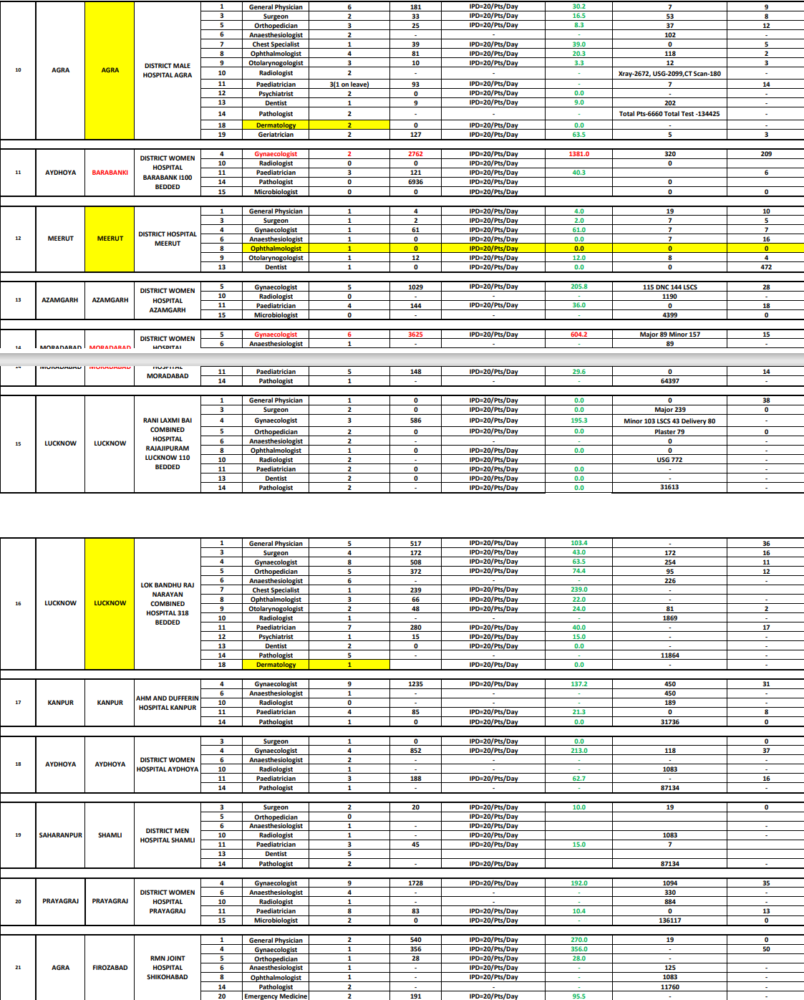 10 AGRA AGRA DISTRICT MALE HOSPITAL AGRA
1 General Physician 6 181 IPD=20/Pts/Day 30.2 7 9
3 Surgeon 2 33 IPD=20/Pts/Day 16.5 53 8
5 Orthopedician 3 25 IPD=20/Pts/Day 8.3 37 12
6 Anaesthesiologist 2 - - - 102 -
7 Chest Specialist 1 39 IPD=20/Pts/Day 39.0 0 5
8 Ophthalmologist 4 81 IPD=20/Pts/Day 20.3 118 2
9 Otolarynogologist 3 10 IPD=20/Pts/Day 3.3 12 3
10 Radiologist 2 - - - Xray-2672, USG-2099,CT Scan-180 -
11 Paediatrician 3(1 on leave) 93 IPD=20/Pts/Day - 7 14
12 Psychiatrist 2 0 IPD=20/Pts/Day 0.0 - -
13 Dentist 1 9 IPD=20/Pts/Day 9.0 202 -
14 Pathologist 2 - - - Total Pts-6660 Total Test -134425 -
18 Dermatology 2 0 IPD=20/Pts/Day 0.0 - -
19 Geriatrician 2 127 IPD=20/Pts/Day 63.5 5 3
11 AYDHOYA BARABANKI DISTRICT WOMEN HOSPITAL BARABANK I100 BEDDED
4 Gynaecologist 2 2762 IPD=20/Pts/Day 1381.0 320 209
10 Radiologist 0 0 IPD=20/Pts/Day 0
11 Paediatrician 3 121 IPD=20/Pts/Day 40.3 6
14 Pathologist 0 6936 IPD=20/Pts/Day 0
15 Microbiologist 0 0 IPD=20/Pts/Day 0 0
12 MEERUT MEERUT DISTRICT HOSPITAL MEERUT
1 General Physician 1 4 IPD=20/Pts/Day 4.0 19 10
3 Surgeon 1 2 IPD=20/Pts/Day 2.0 7 5
4 Gynaecologist 1 61 IPD=20/Pts/Day 61.0 7 7
6 Anaesthesiologist 1 0 IPD=20/Pts/Day 0.0 7 16
8 Ophthalmologist 1 0 IPD=20/Pts/Day 0.0 0 0
9 Otolarynogologist 1 12 IPD=20/Pts/Day 12.0 8 4
13 Dentist 1 0 IPD=20/Pts/Day 0.0 0 472
13 AZAMGARH AZAMGARH DISTRICT WOMEN HOSPITAL AZAMGARH
5 Gynaecologist 5 1029 IPD=20/Pts/Day 205.8 115 DNC 144 LSCS 28
10 Radiologist 0 - - - 1190 -
11 Paediatrician 4 144 IPD=20/Pts/Day 36.0 0 18
15 Microbiologist 0 - - - 4399 0
14 MORADABAD MORADABAD DISTRICT WOMEN HOSPITAL
5 Gynaecologist 6 3625 IPD=20/Pts/Day 604.2 Major 89 Minor 157 15
6 Anaesthesiologist 1 - - - 89 -
14 MORADABAD MORADABAD HOSPITAL MORADABAD
11 Paediatrician 5 148 IPD=20/Pts/Day 29.6 0 14
14 Pathologist 1 - - - 64397 -
15 LUCKNOW LUCKNOW RANI LAXMI BAI COMBINED HOSPITAL RAJAJIPURAM LUCKNOW 110 BEDDED
1 General Physician 1 0 IPD=20/Pts/Day 0.0 0 38
3 Surgeon 2 0 IPD=20/Pts/Day 0.0 Major 239 0
4 Gynaecologist 3 586 IPD=20/Pts/Day 195.3 Minor 103 LSCS 43 Delivery 80 -
5 Orthopedician 2 0 IPD=20/Pts/Day 0.0 Plaster 79 0
6 Anaesthesiologist 2 - IPD=20/Pts/Day - 0 -
8 Ophthalmologist 1 0 IPD=20/Pts/Day 0.0 0 -
10 Radiologist 2 - IPD=20/Pts/Day - USG 772 -
11 Paediatrician 2 0 IPD=20/Pts/Day 0.0 - -
13 Dentist 2 0 IPD=20/Pts/Day 0.0 - -
14 Pathologist 2 - IPD=20/Pts/Day 0.0 31613 -
16 LUCKNOW LUCKNOW LOK BANDHU RAJ NARAYAN COMBINED HOSPITAL 318 BEDDED
1 General Physician 5 517 IPD=20/Pts/Day 103.4 - 36
3 Surgeon 4 172 IPD=20/Pts/Day 43.0 172 16
4 Gynaecologist 8 508 IPD=20/Pts/Day 63.5 254 11
5 Orthopedician 5 372 IPD=20/Pts/Day 74.4 95 12
6 Anaesthesiologist 6 - - - 226 -
7 Chest Specialist 1 239 IPD=20/Pts/Day 239.0 -
8 Ophthalmologist 3 66 IPD=20/Pts/Day 22.0 - -
9 Otolarynogologist 2 48 IPD=20/Pts/Day 24.0 81 2
10 Radiologist 1 - - - 1869 -
11 Paediatrician 7 280 IPD=20/Pts/Day 40.0 - 17
12 Psychiatrist 1 15 IPD=20/Pts/Day 15.0 - -
13 Dentist 2 0 IPD=20/Pts/Day 0.0 - -
14 Pathologist 5 - - - 11864 -
18 Dermatology 1 IPD=20/Pts/Day 0.0 - -
17 KANPUR KANPUR AHM AND DUFFERIN HOSPITAL KANPUR
4 Gynaecologist 9 1235 IPD=20/Pts/Day 137.2 450 31
6 Anaesthesiologist 1 - - - 450 -
10 Radiologist 0 - - - 189 -
11 Paediatrician 4 85 IPD=20/Pts/Day 21.3 0 8
14 Pathologist 1 0 IPD=20/Pts/Day 0.0 31736 0
18 AYDHOYA AYDHOYA DISTRICT WOMEN HOSPITAL AYDHOYA
3 Surgeon 1 0 IPD=20/Pts/Day 0.0 0
4 Gynaecologist 4 852 IPD=20/Pts/Day 213.0 118 37
6 Anaesthesiologist 2 - - - - -
10 Radiologist 1 - - - 1083 -
11 Paediatrician 3 188 IPD=20/Pts/Day 62.7 - 16
14 Pathologist 1 - - - 87134 -
19 SAHARANPUR SHAMLI DISTRICT MEN HOSPITAL SHAMLI
3 Surgeon 2 20 IPD=20/Pts/Day 10.0 19 0
5 Orthopedician 0 IPD=20/Pts/Day
6 Anaesthesiologist 1 - IPD=20/Pts/Day -
10 Radiologist 1 - IPD=20/Pts/Day 1083 -
11 Paediatrician 3 45 IPD=20/Pts/Day 15.0 7
13 Dentist 5
14 Pathologist 2 - IPD=20/Pts/Day 87134 -
20 PRAYAGRAJ PRAYAGRAJ DISTRICT WOMEN HOSPITAL PRAYAGRAJ
4 Gynaecologist 9 1728 IPD=20/Pts/Day 192.0 1094 35
6 Anaesthesiologist 4 - - - 330 -
10 Radiologist 1 - - - 884 -
11 Paediatrician 8 83 IPD=20/Pts/Day 10.4 0 13
15 Microbiologist 2 0 IPD=20/Pts/Day - 136117 0
21 AGRA FIROZABAD RMN JOINT HOSPITAL SHIKOHABAD
1 General Physician 2 540 IPD=20/Pts/Day 270.0 19 0
4 Gynaecologist 1 356 IPD=20/Pts/Day 356.0 - 50
5 Orthopedician 1 28 IPD=20/Pts/Day 28.0 -
6 Anaesthesiologist 1 - IPD=20/Pts/Day - 125 -
8 Ophthalmologist 1 - IPD=20/Pts/Day - 1083 -
14 Pathologist 2 - IPD=20/Pts/Day - 11760 -
20 Emergency Medicine 2 191 IPD=20/Pts/Day 95.5 - -